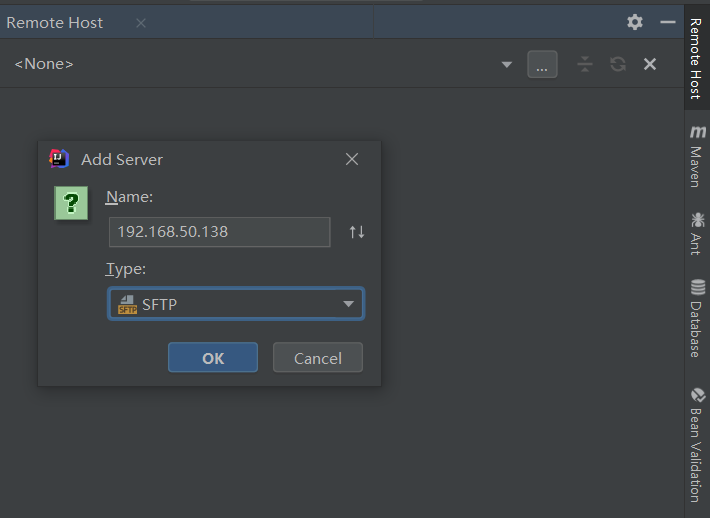 Remote Host
<None>
...
IJ
Add Server
?
Name:
192.168.50.138
Type:
SFTP
SFTP
OK
Cancel
Remote Host
m
Maven
Ant
Database
Bean Validation